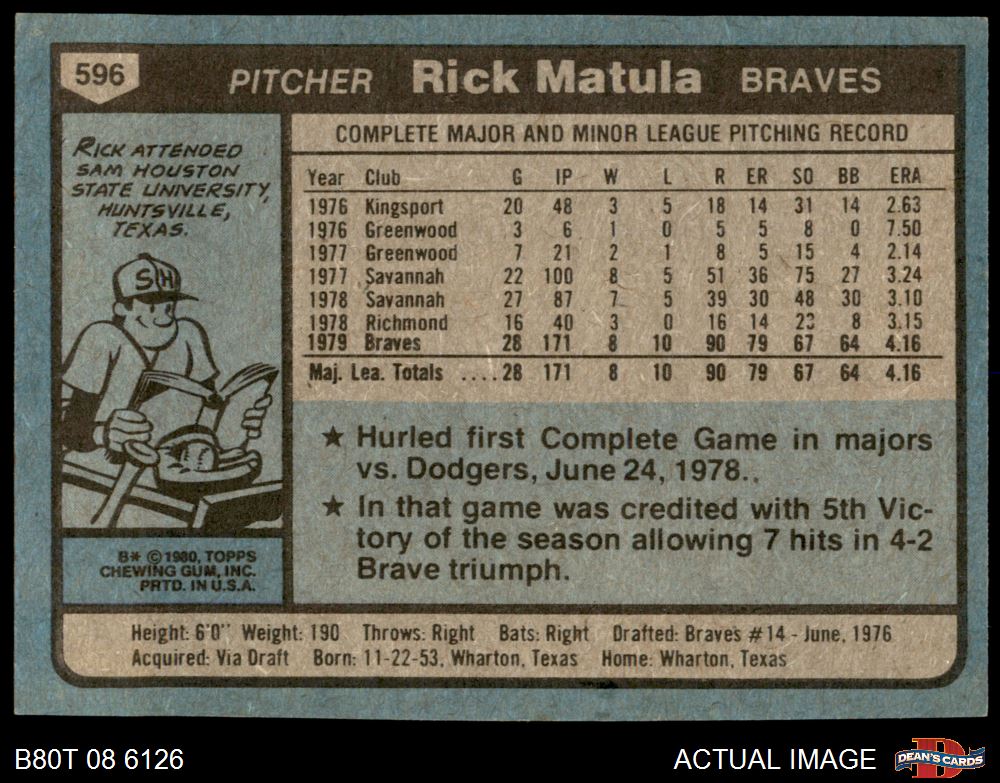 596
PITCHER Rick Matula BRAVES
RICK ATTENDED
SAM HOUSTON
STATE UNIVERSITY,
HUNTSVILLE,
TEXAS.
SH
B* © 1980, TOPPS
CHEWING GUM, INC.
PRTD. IN U.S.A.
COMPLETE MAJOR AND MINOR LEAGUE PITCHING RECORD
Year Club G IP W L R ER SO BB ERA
1976 Kingsport 20 48 3 5 18 14 31 14 2.63
1976 Greenwood 3 6 1 0 5 5 8 0 7.50
1977 Greenwood 7 21 2 1 8 5 15 4 2.14
1977 Savannah 22 100 8 5 51 36 75 27 3.24
1978 Savannah 27 87 7 5 39 30 48 30 3.10
1978 Richmond 16 40 3 0 16 14 23 8 3.15
1979 Braves 28 171 8 10 90 79 67 64 4.16
Maj. Lea. Totals ....28 171 8 10 90 79 67 64 4.16
★ Hurled first Complete Game in majors
vs. Dodgers, June 24, 1978..
★ In that game was credited with 5th Vic-
tory of the season allowing 7 hits in 4-2
Brave triumph.
Height: 6'0" Weight: 190 Throws: Right Bats: Right Drafted: Braves #14 - June, 1976
Acquired: Via Draft Born: 11-22-53, Wharton, Texas Home: Wharton, Texas
B80T 08 6126
ACTUAL IMAGE
D
DEAN'S CARDS